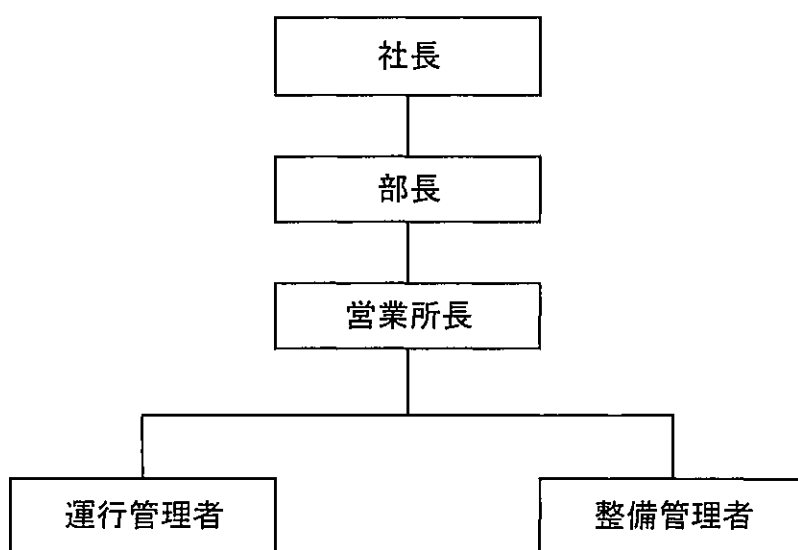 社長
部長
営業所長
運行管理者
整備管理者